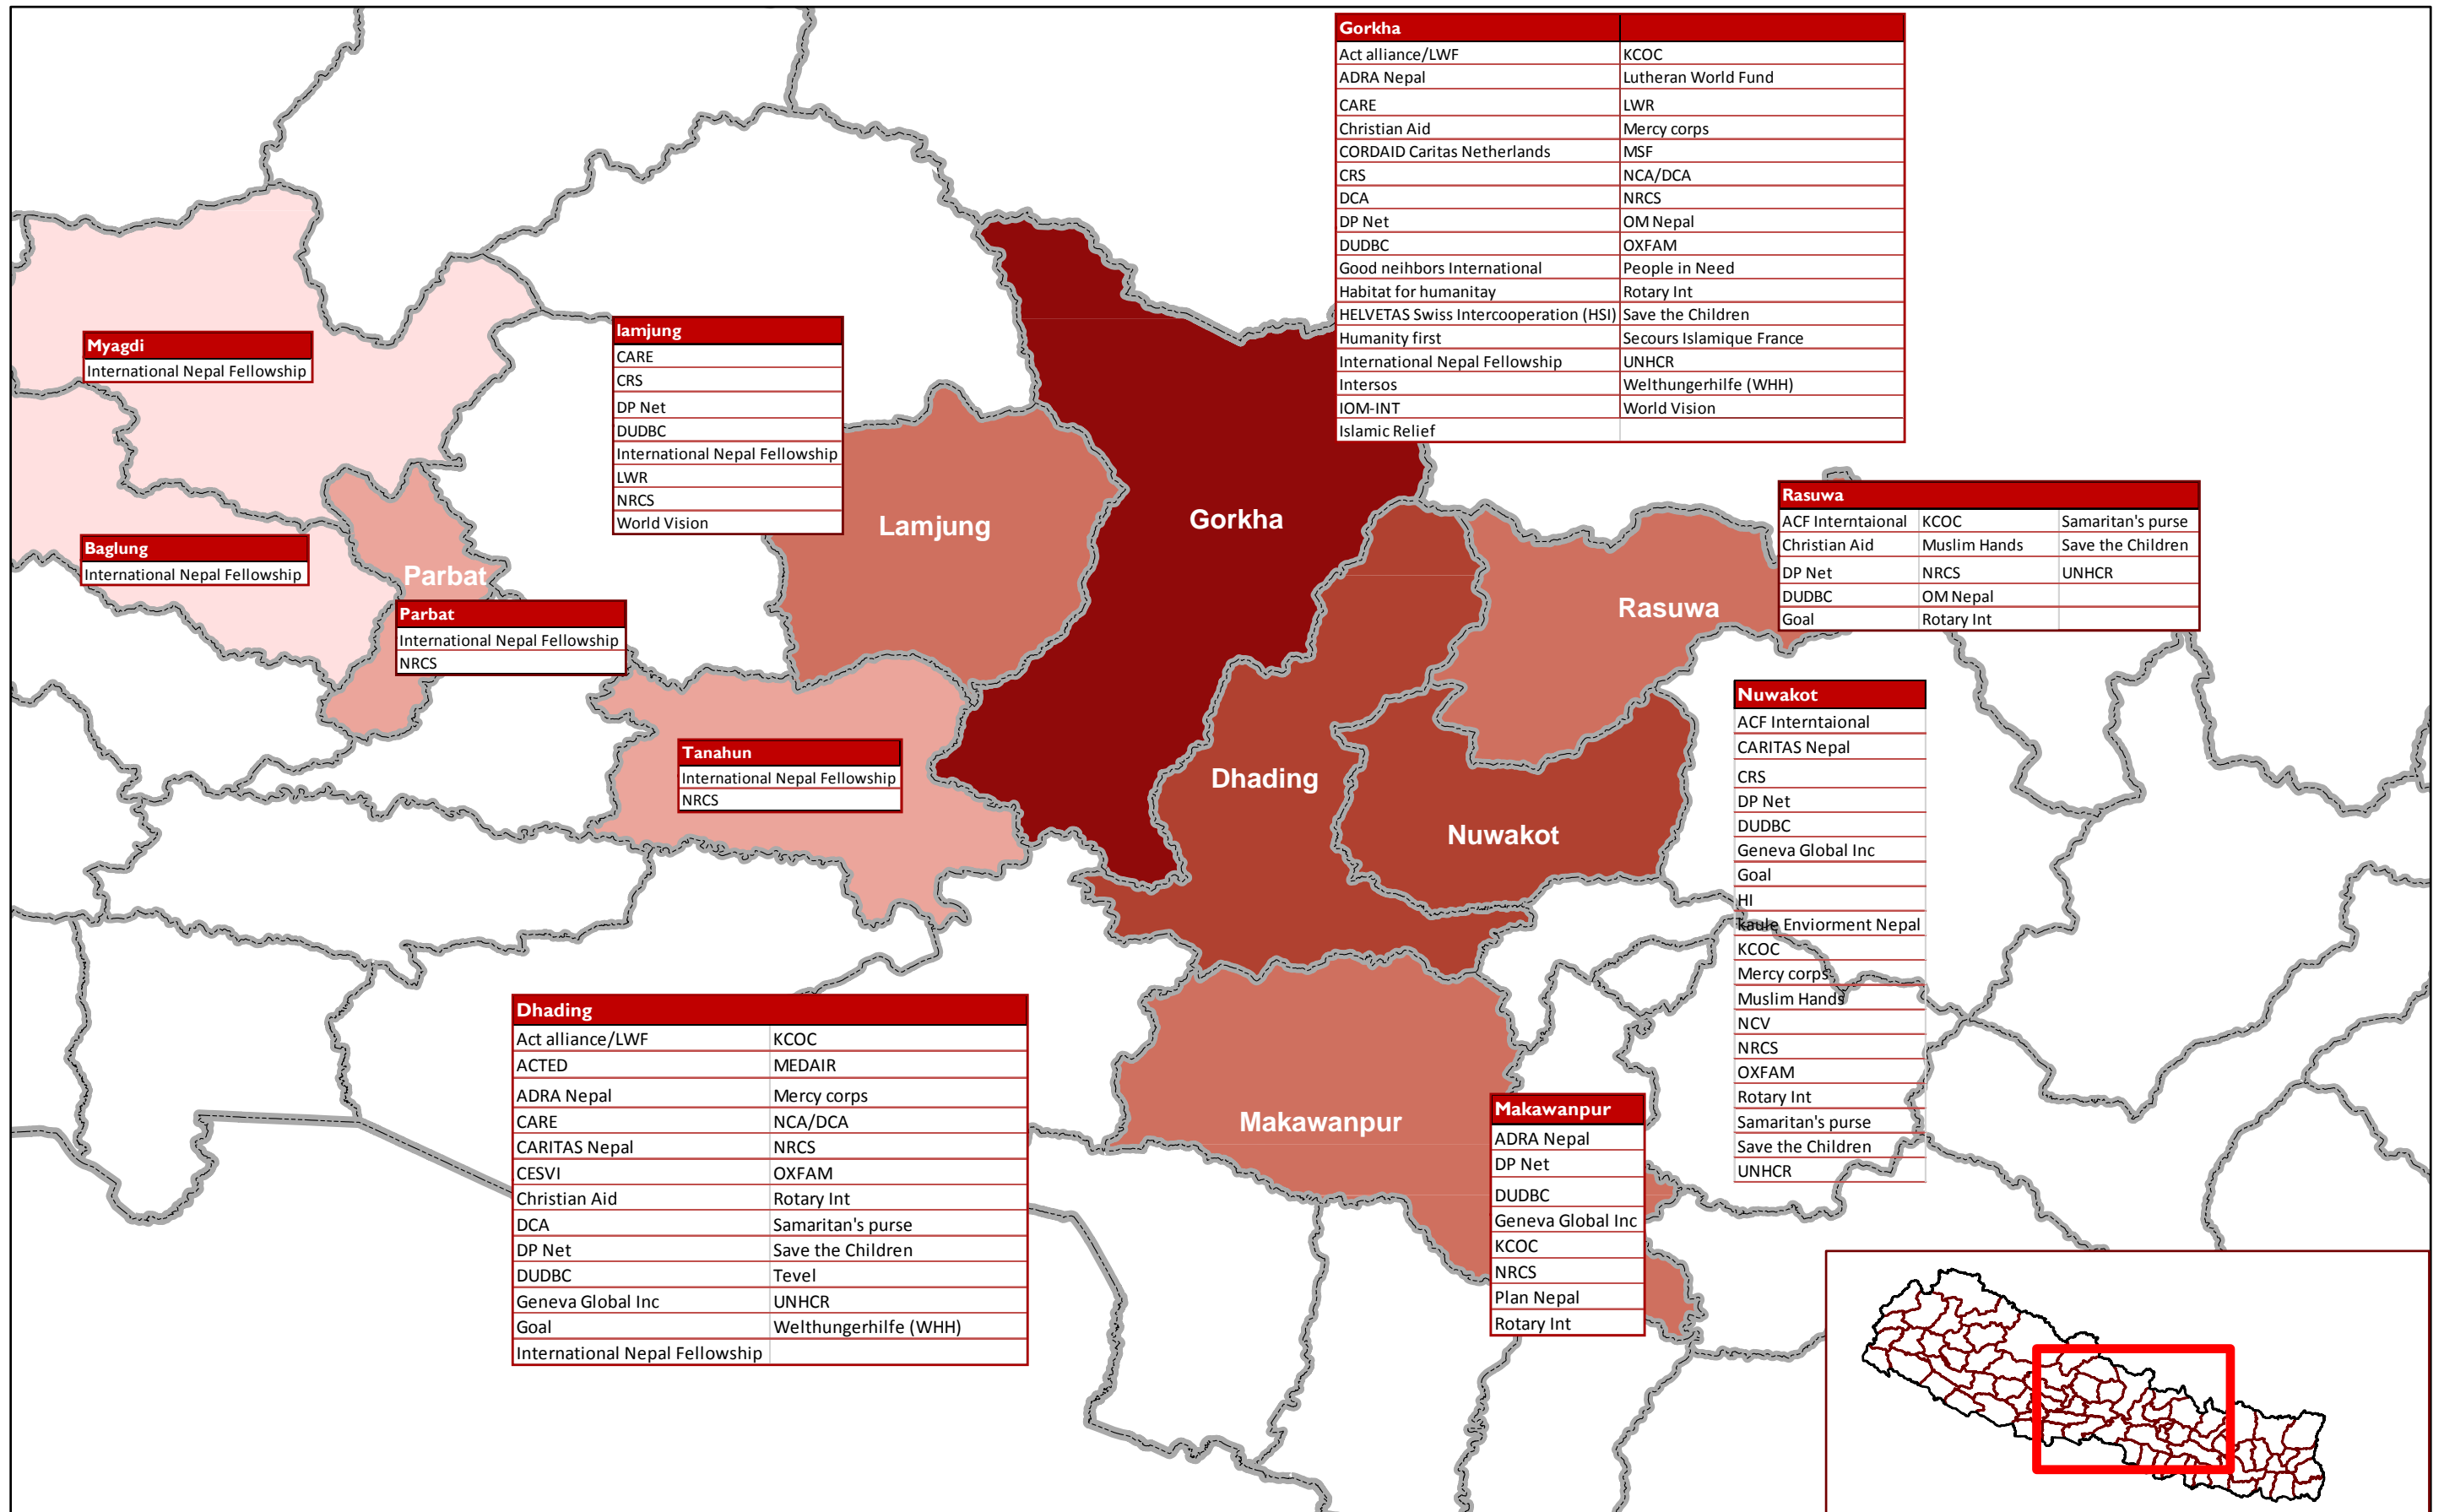 Gorkha
Act alliance/LWF KCOC
ADRA Nepal Lutheran World Fund
CARE LWR
Christian Aid Mercy corps
CORDAID Caritas Netherlands MSF
CRS NCA/DCA
DCA NRCS
DP Net OM Nepal
DUDBC OXFAM
Good neihbors International People in Need
Habitat for humanitay Rotary Int
HELVETAS Swiss Intercooperation (HSI) Save the Children
Humanity first Secours Islamique France
International Nepal Fellowship UNHCR
Intersos Welthungerhilfe (WHH)
IOM-INT World Vision
Islamic Relief
Myagdi
International Nepal Fellowship
lamjung
CARE
CRS
DP Net
DUDBC
International Nepal Fellowship
LWR
NRCS
World Vision
Lamjung
Gorkha
Rasuwa
ACF Interntaional KCOC Samaritan's purse
Christian Aid Muslim Hands Save the Children
DP Net NRCS UNHCR
DUDBC OM Nepal
Goal Rotary Int
Baglung
International Nepal Fellowship
Parbat
Parbat
International Nepal Fellowship
NRCS
Rasuwa
Tanahun
International Nepal Fellowship
NRCS
Dhading
Nuwakot
Nuwakot
ACF Interntaional
CARITAS Nepal
CRS
DP Net
DUDBC
Geneva Global Inc
Goal
HI
kaule Enviorment Nepal
KCOC
Mercy corps
Muslim Hands
NCV
NRCS
OXFAM
Rotary Int
Samaritan's purse
Save the Children
UNHCR
Dhading
Act alliance/LWF KCOC
ACTED MEDAIR
ADRA Nepal Mercy corps
CARE NCA/DCA
CARITAS Nepal NRCS
CESVI OXFAM
Christian Aid Rotary Int
DCA Samaritan's purse
DP Net Save the Children
DUDBC Tevel
Geneva Global Inc UNHCR
Goal Welthungerhilfe (WHH)
International Nepal Fellowship
Makawanpur
Makawanpur
ADRA Nepal
DP Net
DUDBC
Geneva Global Inc
KCOC
NRCS
Plan Nepal
Rotary Int